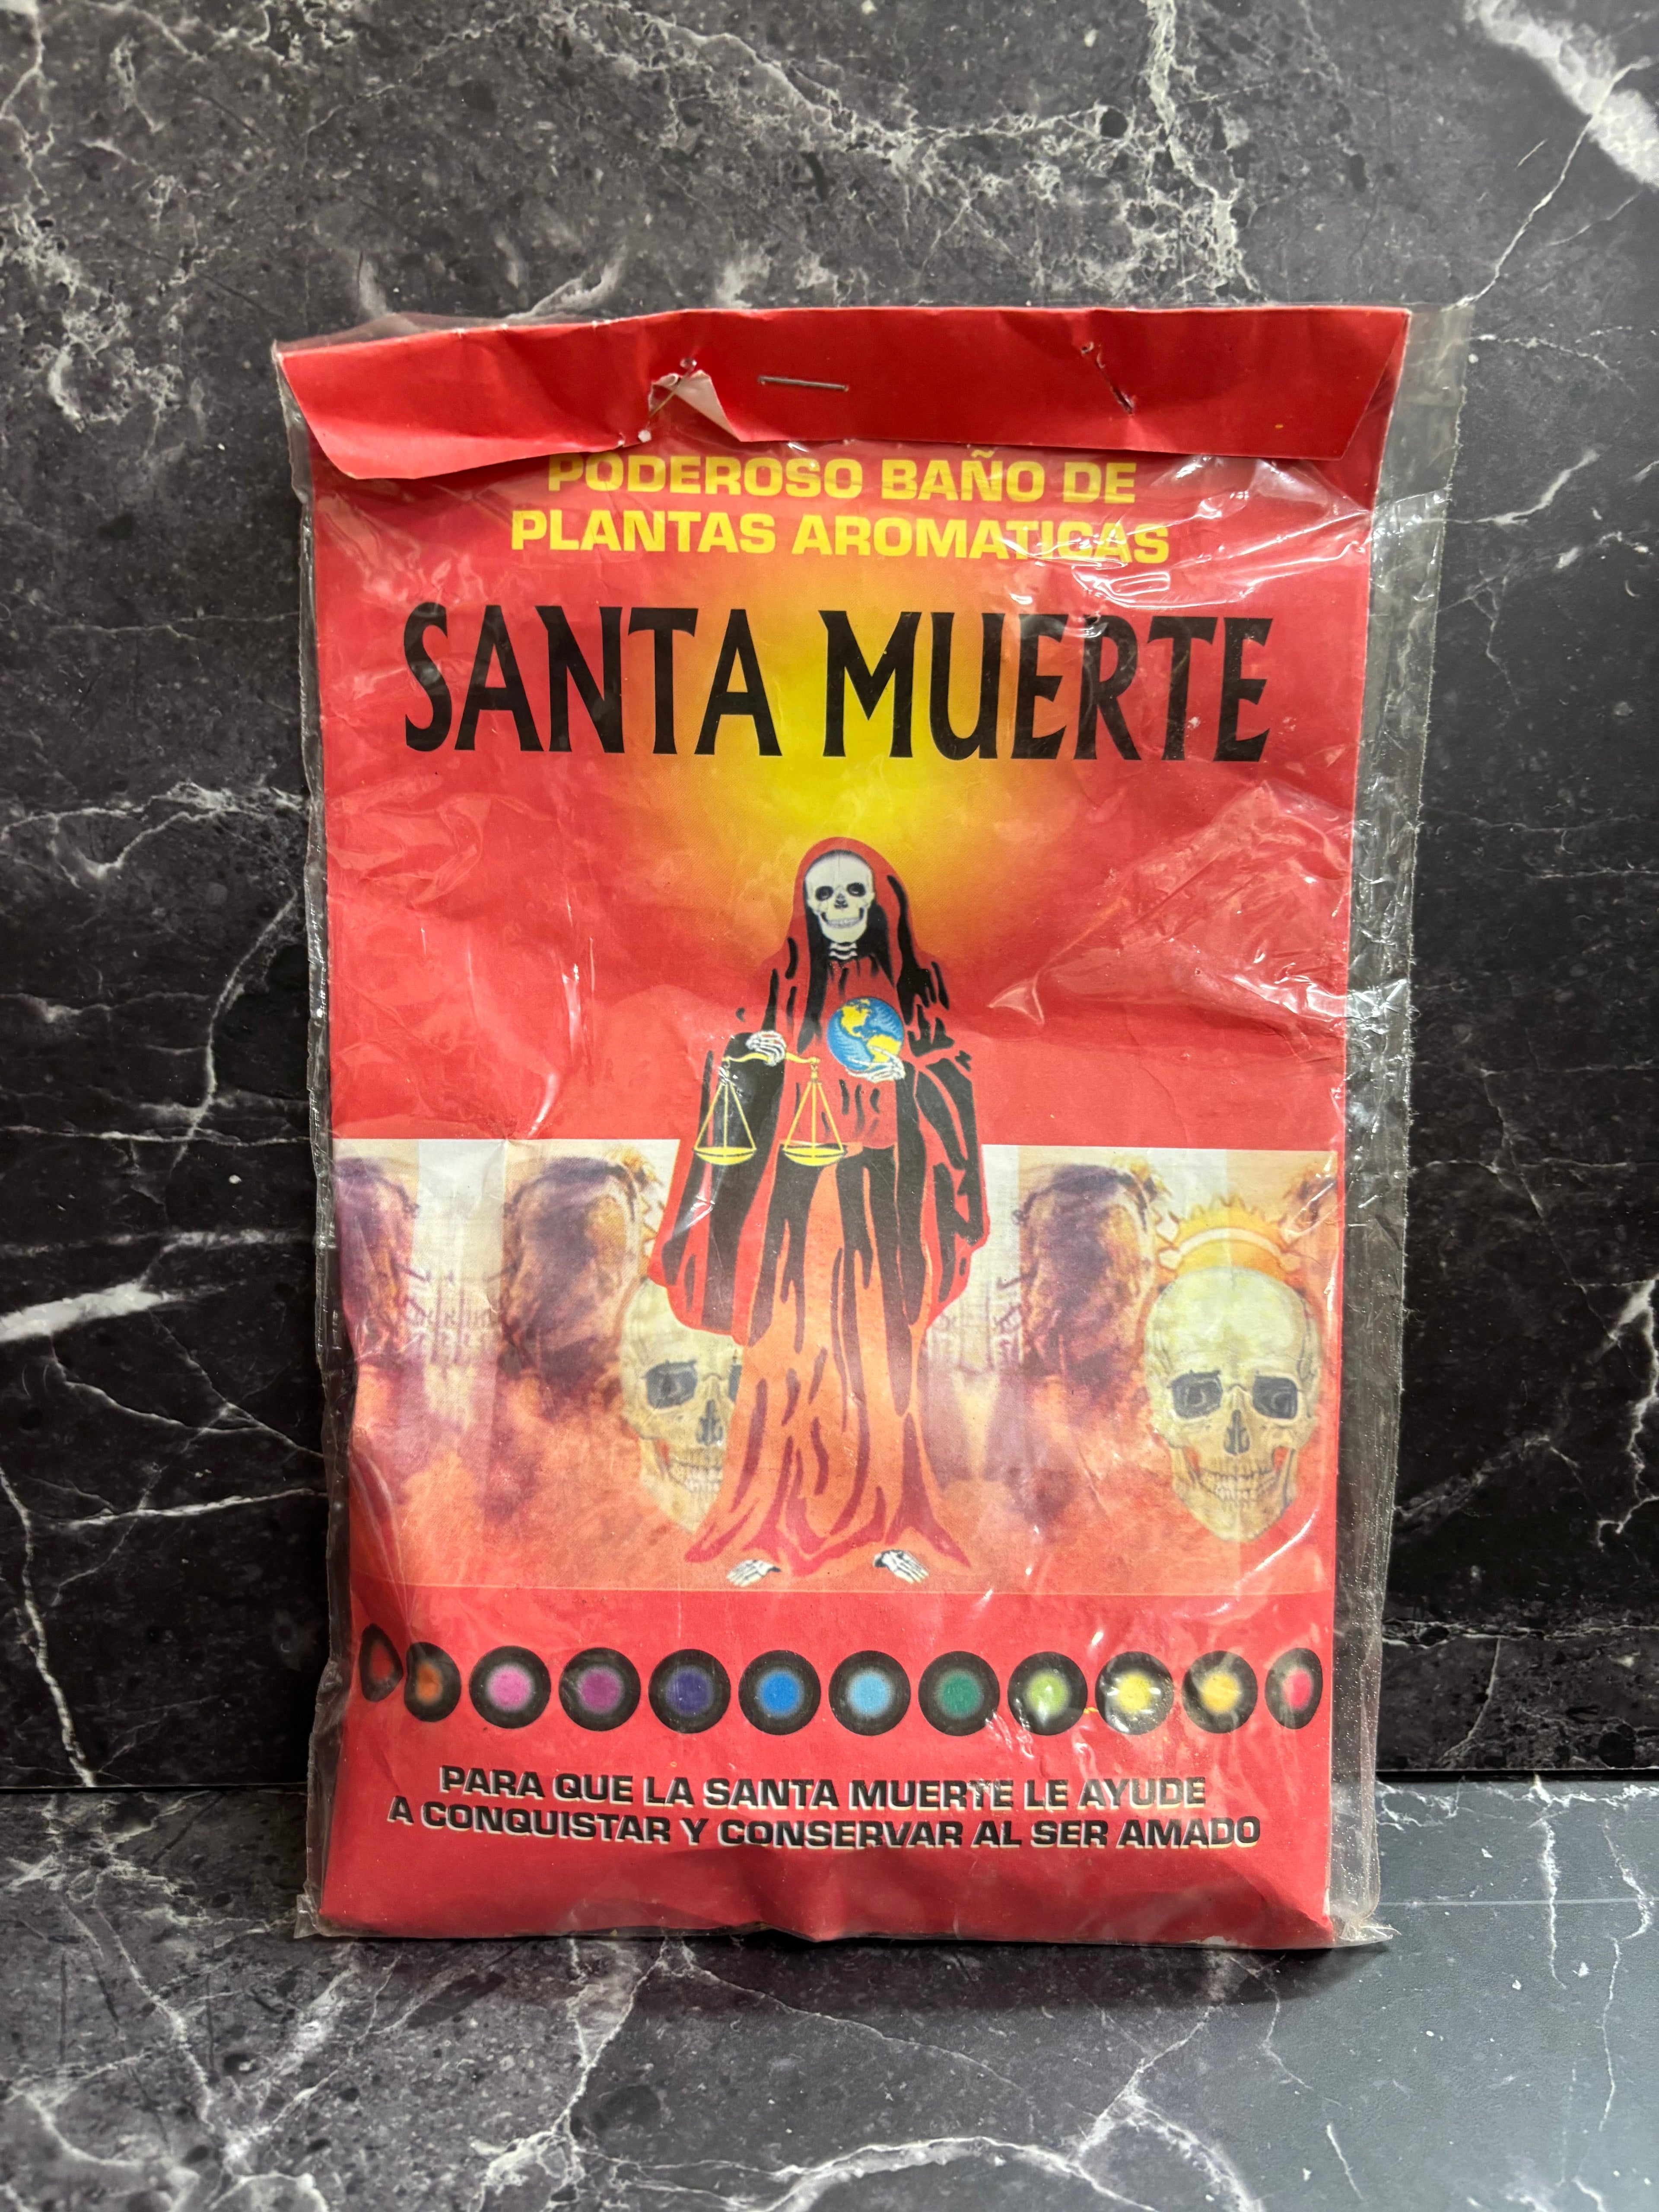 PODEROSO BAÑO DE
PLANTAS AROMATICAS
SANTA MUERTE
PARA QUE LA SANTA MUERTE LE AYUDE
A CONQUISTAR Y CONSERVAR AL SER AMADO